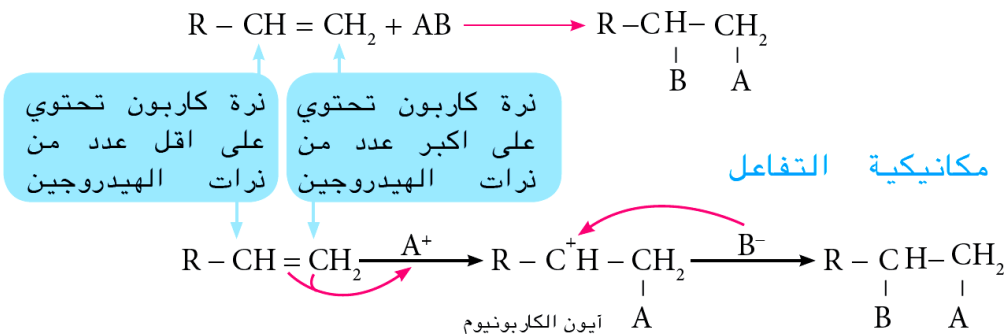 R – CH = CH₂ + AB → R – CH – CH₂
B A
ذرة كاربون تحتوي
على اكبر عدد من
ذرات الهيدروجين
ذرة كاربون تحتوي
على اقل عدد من
ذرات الهيدروجين
مكانيكية التفاعل
R – CH = CH₂ A⁺ R – C⁺H – CH₂ B⁻ R – CH – CH₂
A B A
آيون الكاربونيوم